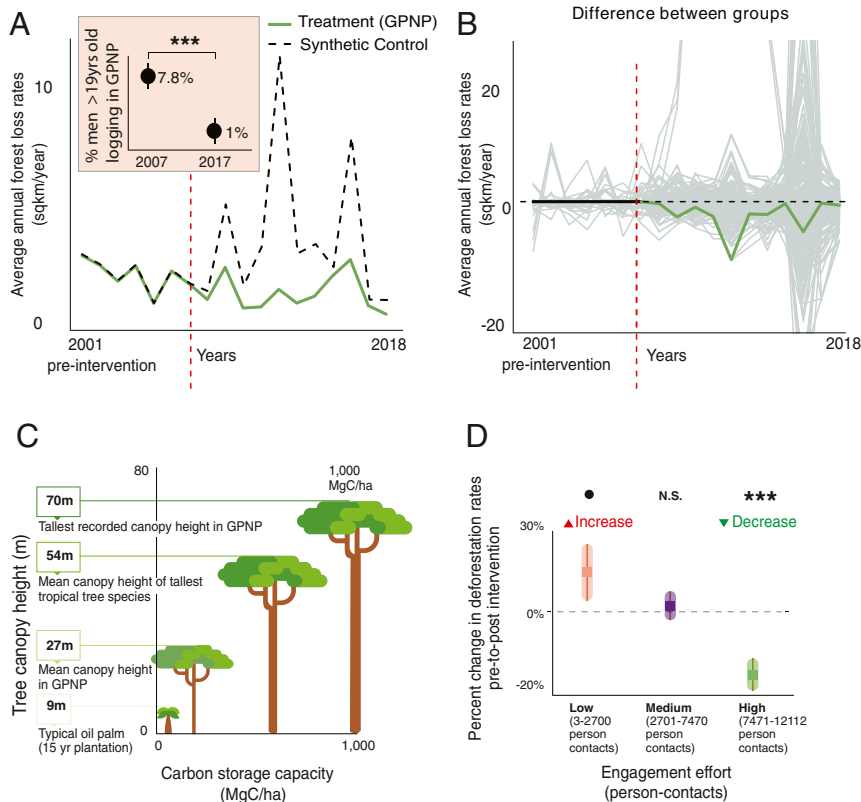 A
Treatment (GPNP)
Synthetic Control
Average annual forest loss rates
(sqkm/year)
10
0
% men >19yrs old
logging in GPNP
***
7.8%
1%
2007
2017
2001
Years
2018
pre-intervention
B
Difference between groups
Average annual forest loss rates
(sqkm/year)
20
0
-20
2001
Years
2018
pre-intervention
C
Tree canopy height (m)
80
1,000
MgC/ha
70m
Tallest recorded canopy height in GPNP
54m
Mean canopy height of tallest
tropical tree species
27m
Mean canopy height
in GPNP
9m
Typical oil palm
(15 yr plantation)
0
0
1,000
Carbon storage capacity
(MgC/ha)
D
Percent change in deforestation rates
pre-to-post intervention
N.S.
***
Increase
Decrease
30%
0%
-20%
Low
(3-2700
person
contacts)
Medium
(2701-7470
person
contacts)
High
(7471-12112
person
contacts)
Engagement effort
(person-contacts)